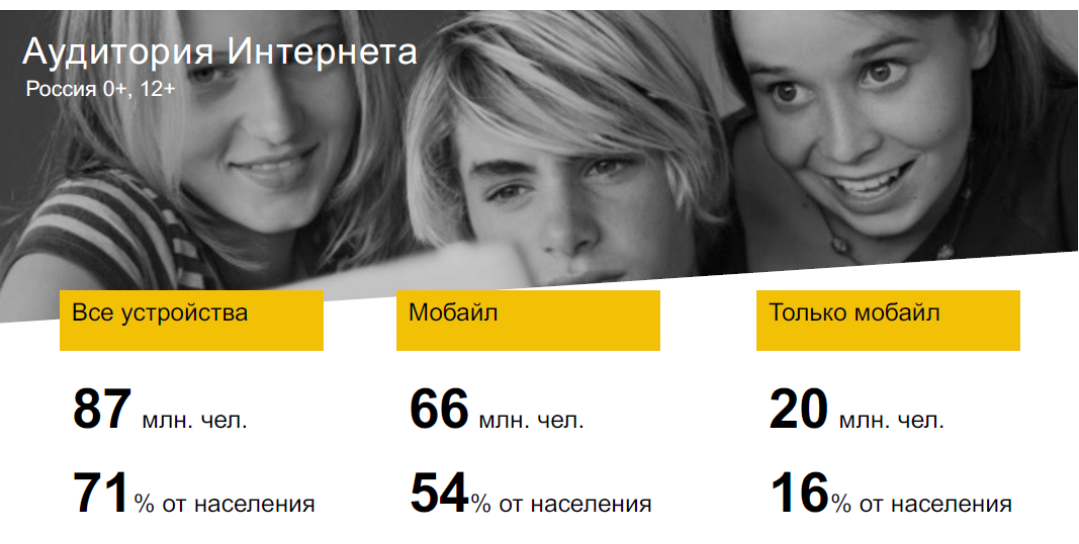 Аудитория Интернета
Россия 0+, 12+
Все устройства
Мобайл
Только мобайл
87 млн. чел.
66 млн. чел.
20 млн. чел.
71% от населения
54% от населения
16% от населения